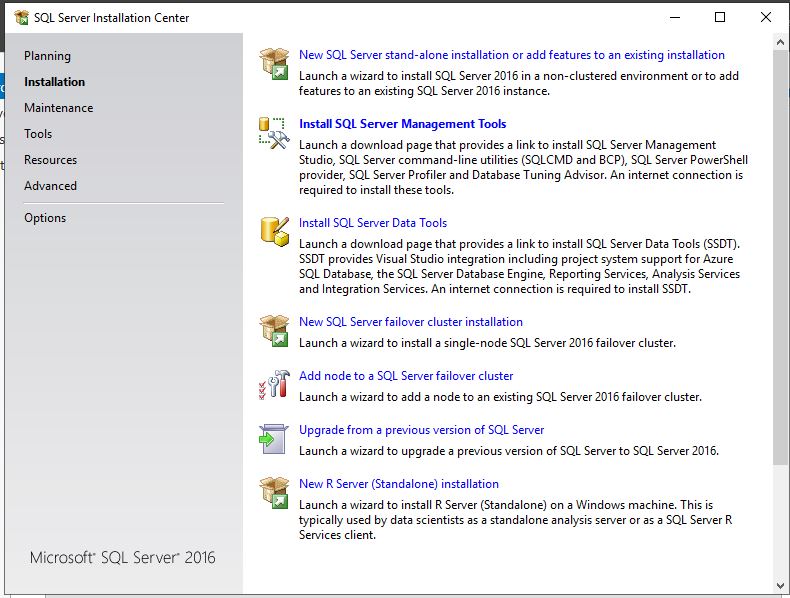 SQL Server Installation Center
Planning
Installation
Maintenance
Tools
Resources
Advanced
Options
Microsoft® SQL Server® 2016
New SQL Server stand-alone installation or add features to an existing installation
Launch a wizard to install SQL Server 2016 in a non-clustered environment or to add
features to an existing SQL Server 2016 instance.
Install SQL Server Management Tools
Launch a download page that provides a link to install SQL Server Management
Studio, SQL Server command-line utilities (SQLCMD and BCP), SQL Server PowerShell
provider, SQL Server Profiler and Database Tuning Advisor. An internet connection is
required to install these tools.
Install SQL Server Data Tools
Launch a download page that provides a link to install SQL Server Data Tools (SSDT).
SSDT provides Visual Studio integration including project system support for Azure
SQL Database, the SQL Server Database Engine, Reporting Services, Analysis Services
and Integration Services. An internet connection is required to install SSDT.
New SQL Server failover cluster installation
Launch a wizard to install a single-node SQL Server 2016 failover cluster.
Add node to a SQL Server failover cluster
Launch a wizard to add a node to an existing SQL Server 2016 failover cluster.
Upgrade from a previous version of SQL Server
Launch a wizard to upgrade a previous version of SQL Server to SQL Server 2016.
New R Server (Standalone) installation
Launch a wizard to install R Server (Standalone) on a Windows machine. This is
typically used by data scientists as a standalone analysis server or as a SQL Server R
Services client.